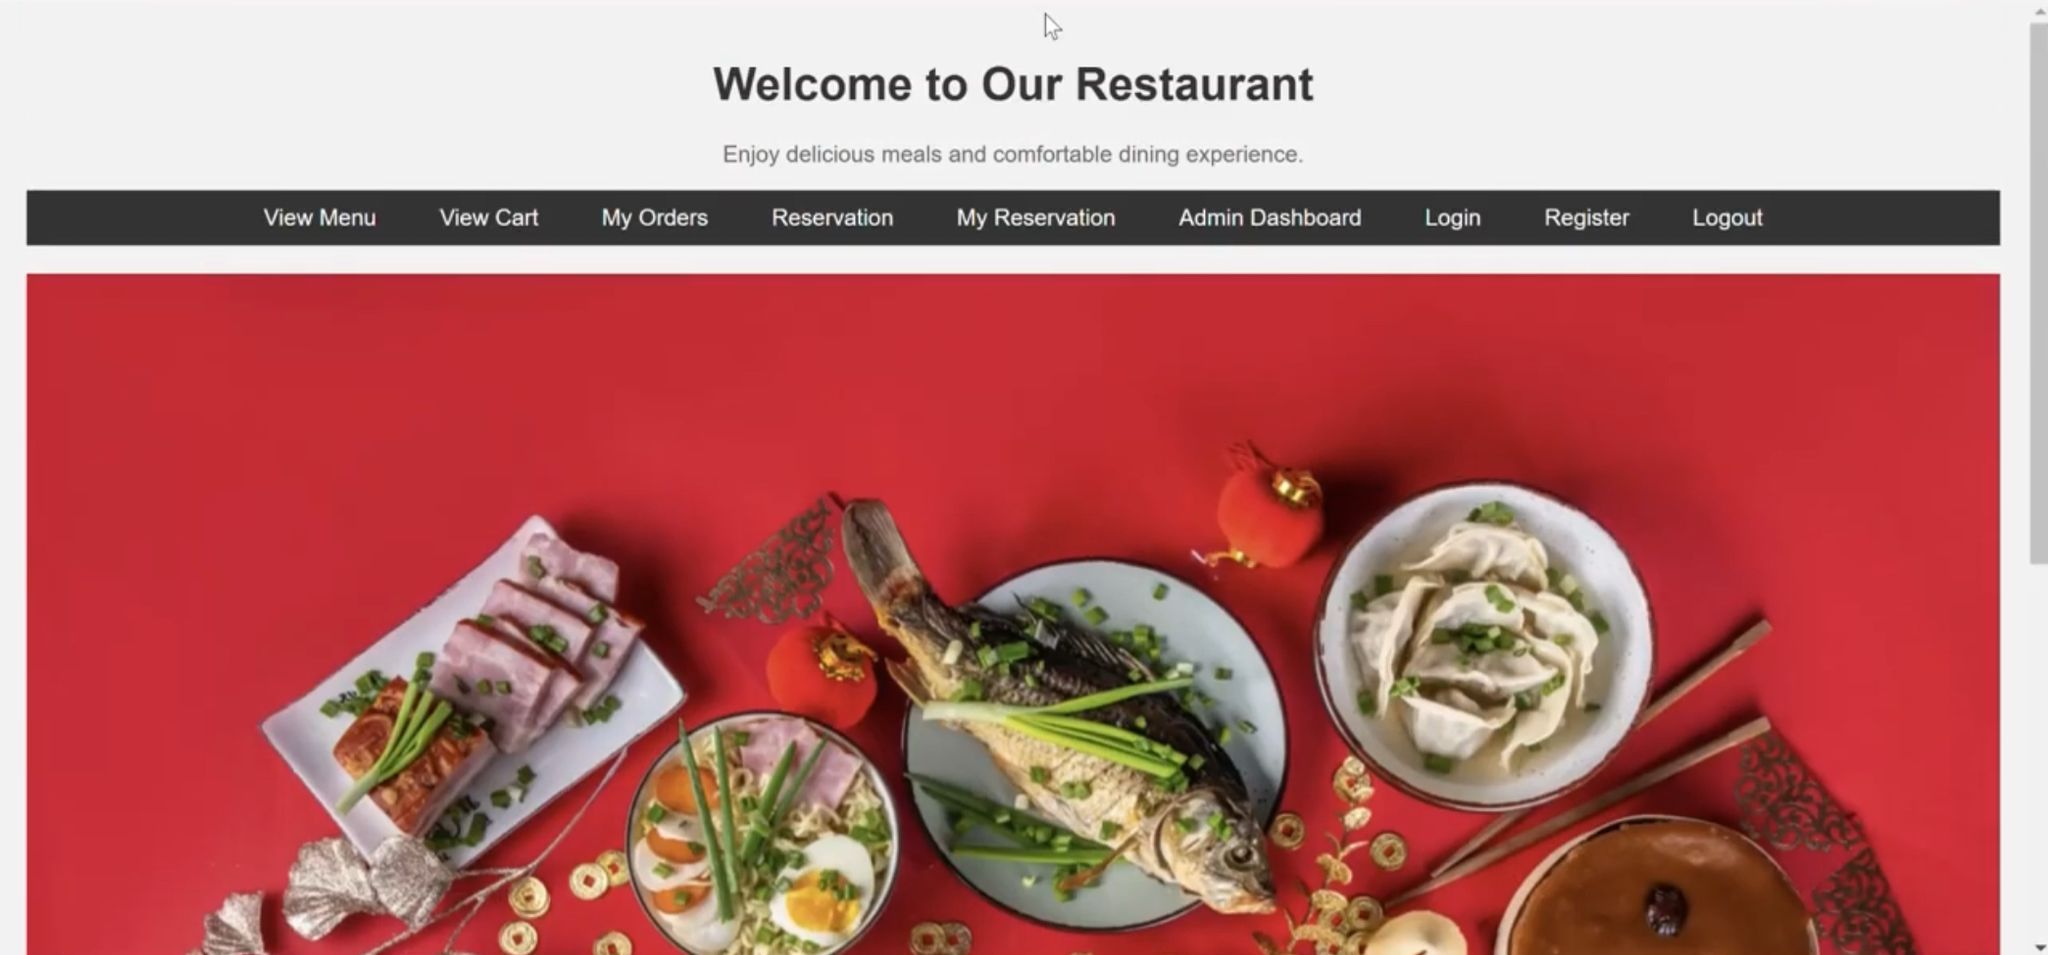 Welcome to Our Restaurant
Enjoy delicious meals and comfortable dining experience.
View Menu View Cart My Orders Reservation My Reservation Admin Dashboard Login Register Logout